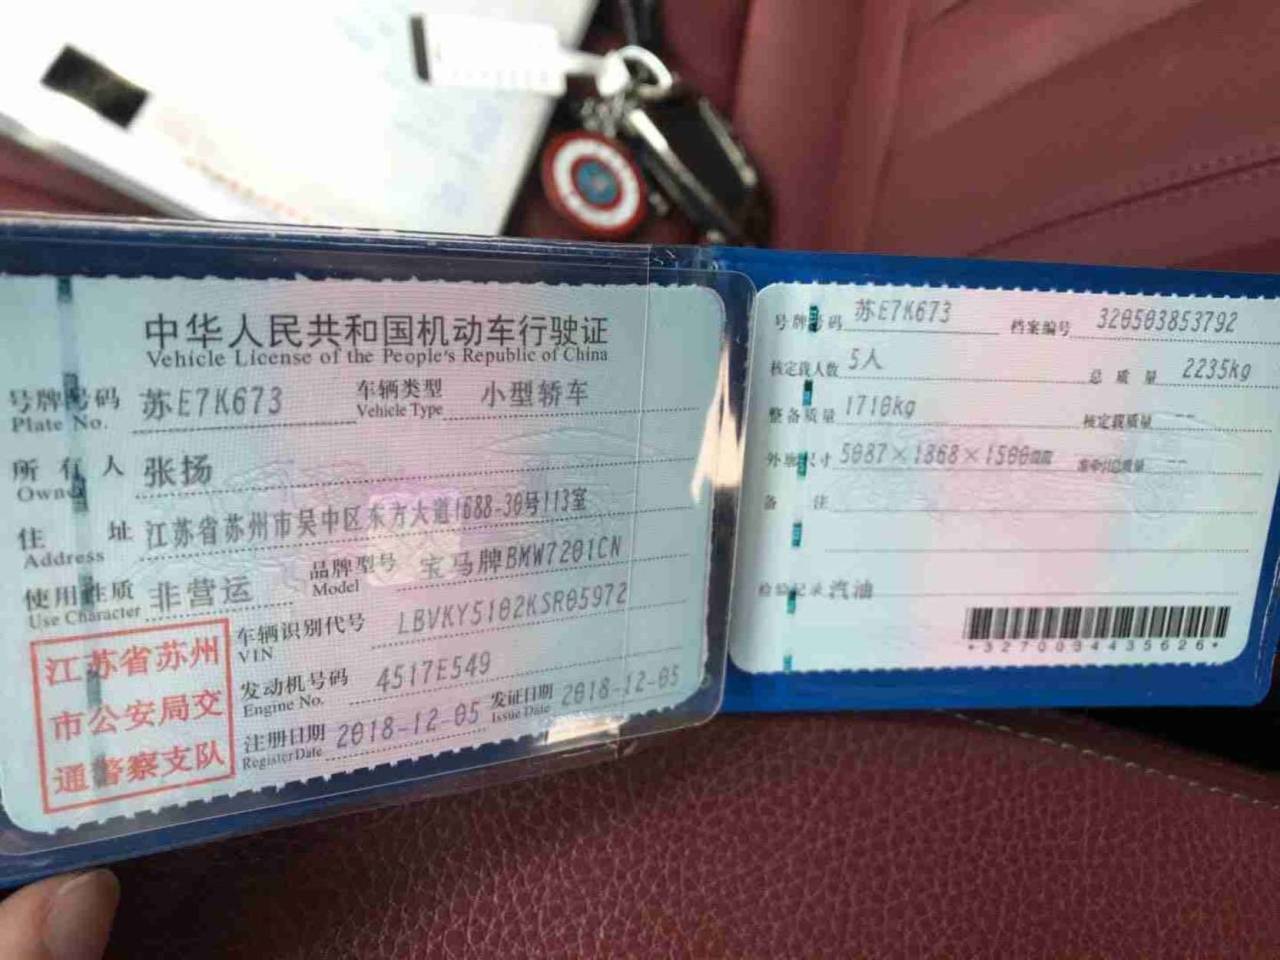 中华人民共和国机动车行驶证
Vehicle License of the People's Republic of China
号牌号码 苏E7K673 车辆类型 小型轿车
Plate No. Vehicle Type
所有人 张扬
Owner
住址 江苏省苏州市吴中区东方大道1688-30号113室
Address
使用性质 非营运 品牌型号 宝马牌BMW7201CN
Use Character Model
车辆识别代号 LBVKY5102KSR05972
VIN
发动机号码 4517E549
Engine No.
注册日期 2018-12-05 发证日期 2018-12-05
Register Date Issue Date
江苏省苏州
市公安局交
通警察支队
号牌号码 苏E7K673 档案编号 320503853792
核定载人数 5人 总质量 2235kg
整备质量 1710kg 核定载质量 --
外廓尺寸 5087×1868×1500mm 准牵引总质量 --
备注
检验记录 汽油
*3270094435626*